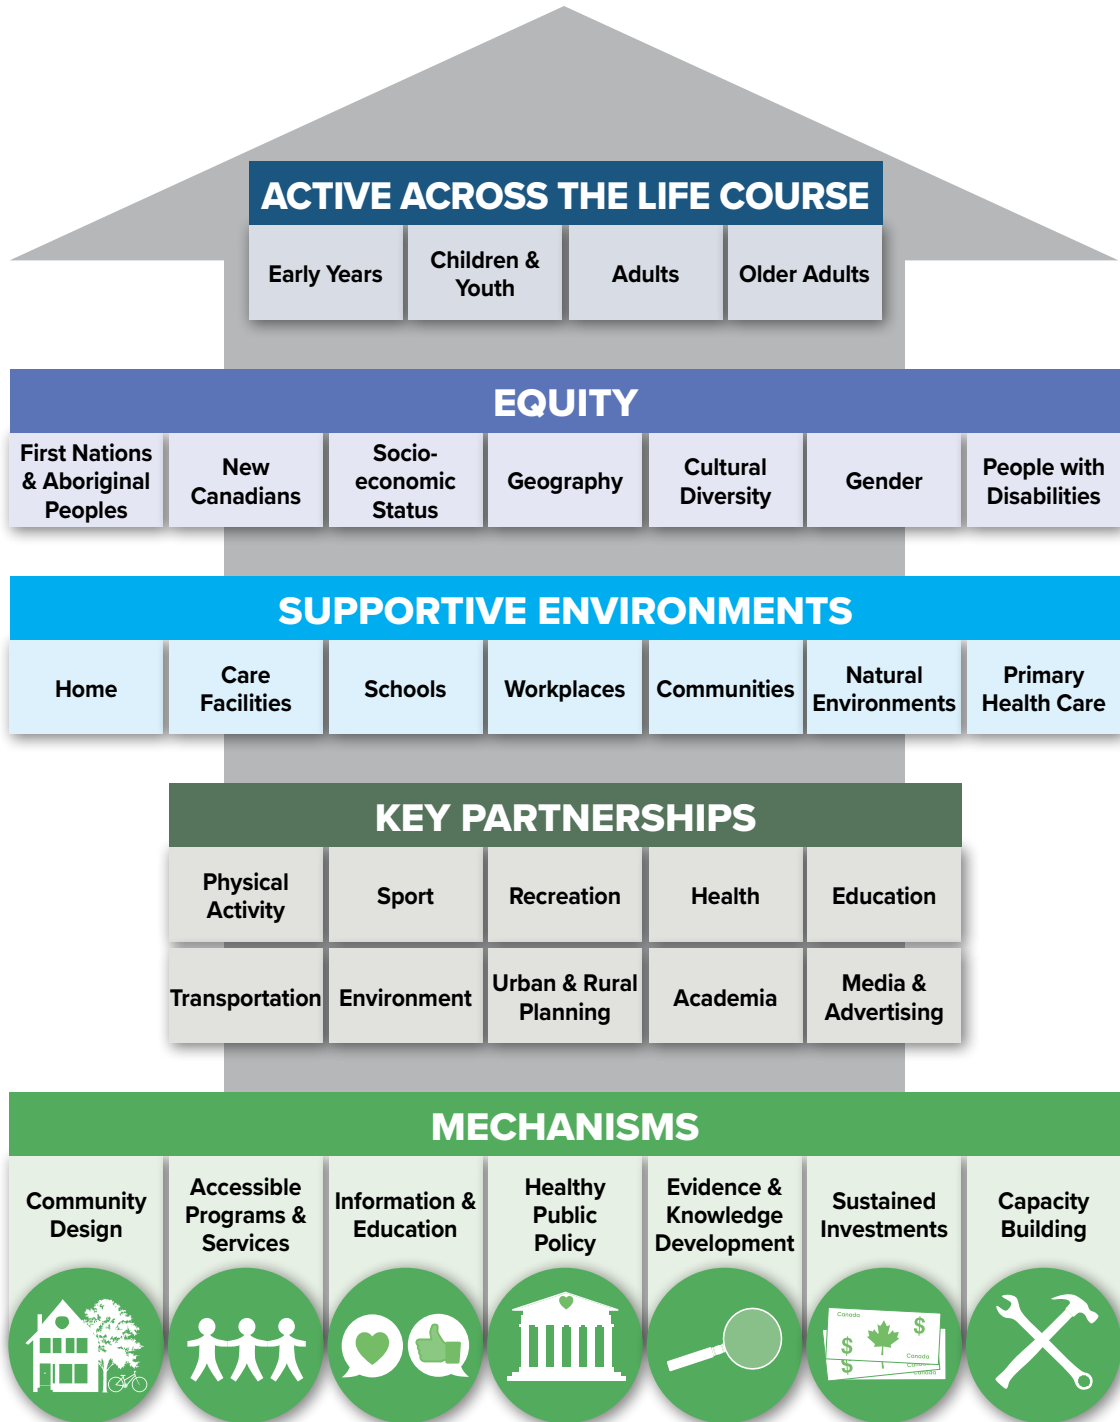 ACTIVE ACROSS THE LIFE COURSE
Early Years
Children &
Youth
Adults
Older Adults
EQUITY
First Nations
& Aboriginal
Peoples
New
Canadians
Socio-
economic
Status
Geography
Cultural
Diversity
Gender
People with
Disabilities
SUPPORTIVE ENVIRONMENTS
Home
Care
Facilities
Schools
Workplaces
Communities
Natural
Environments
Primary
Health Care
KEY PARTNERSHIPS
Physical
Activity
Sport
Recreation
Health
Education
Transportation
Environment
Urban & Rural
Planning
Academia
Media &
Advertising
MECHANISMS
Community
Design
Accessible
Programs &
Services
Information &
Education
Healthy
Public
Policy
Evidence &
Knowledge
Development
Sustained
Investments
Capacity
Building
Canada
$
$
Canada
$
Canada